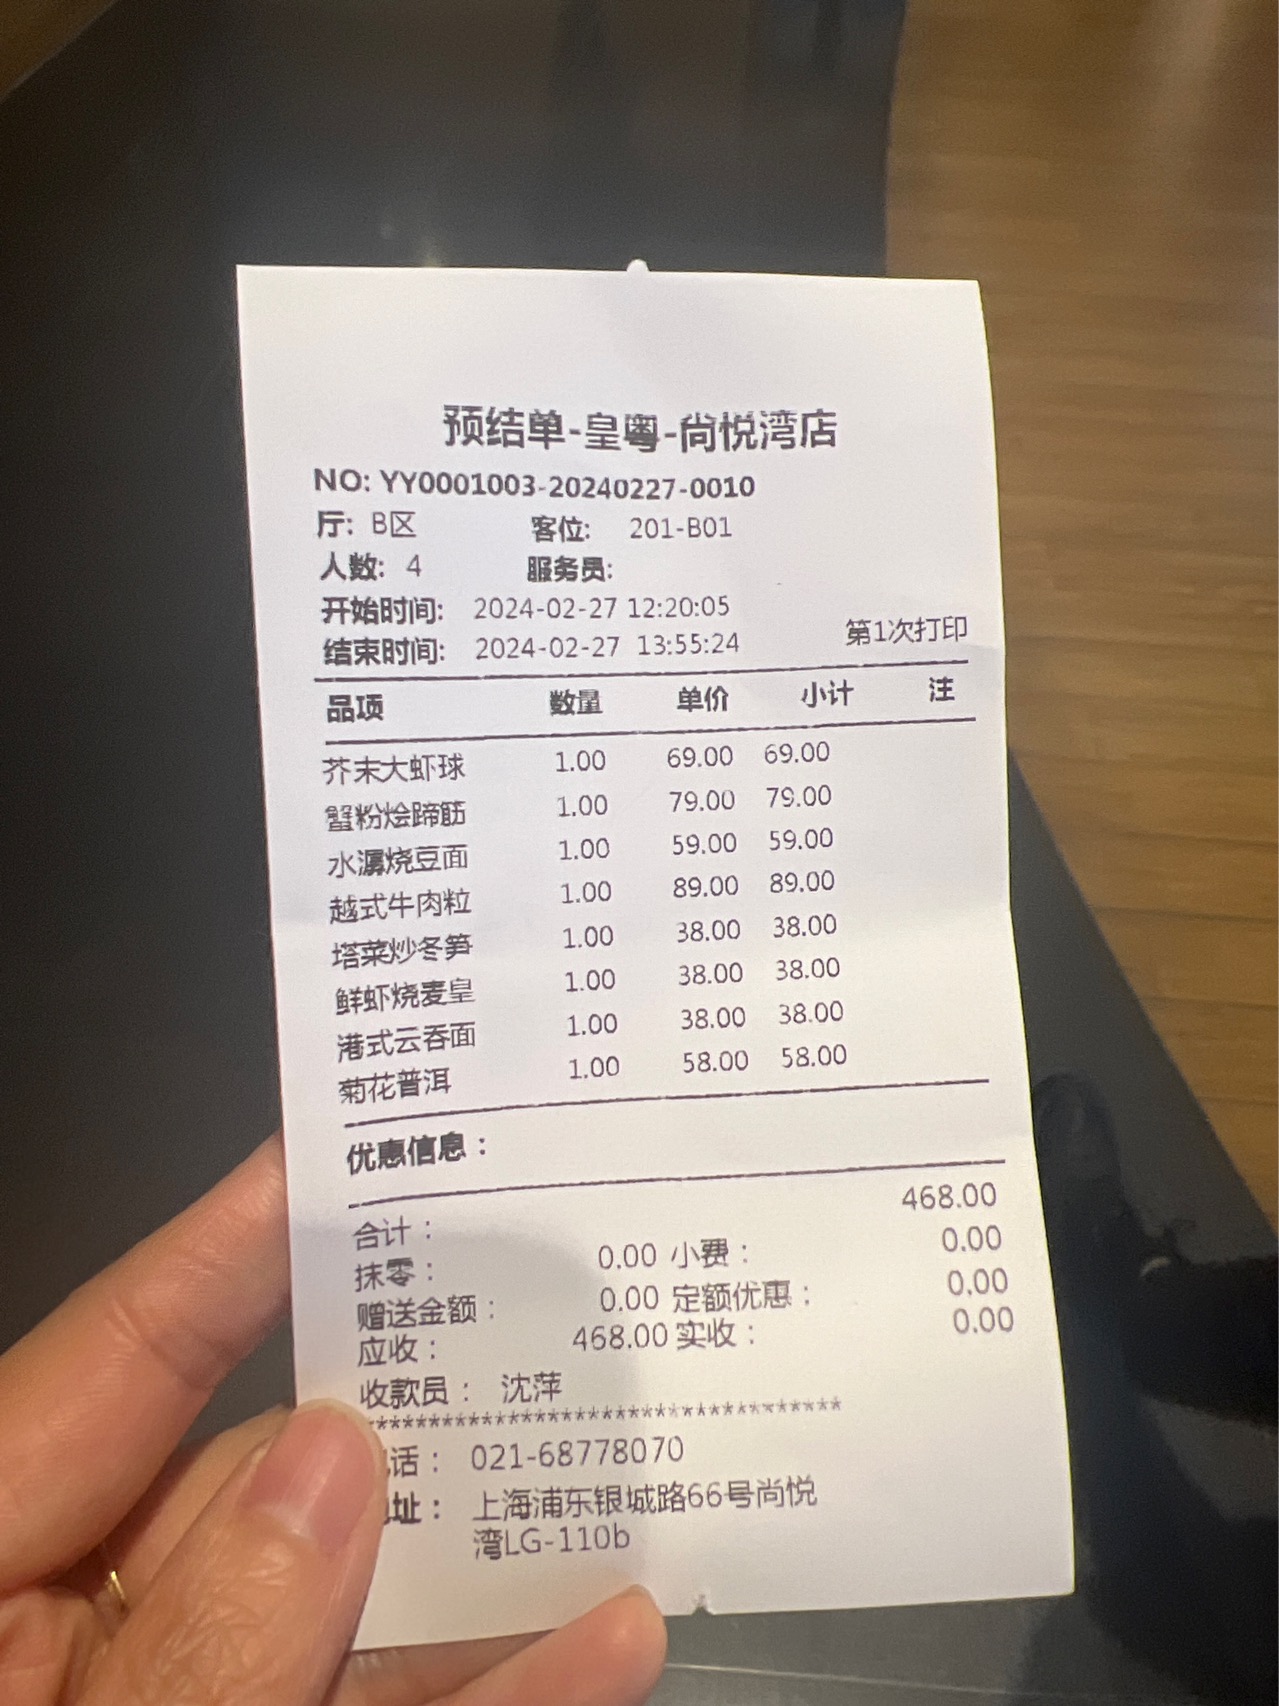 预结单-皇粤-尚悦湾店
NO: YY0001003-20240227-0010
厅: B区 客位: 201-B01
人数: 4 服务员:
开始时间: 2024-02-27 12:20:05
结束时间: 2024-02-27 13:55:24 第1次打印
品项 数量 单价 小计 注
芥末大虾球 1.00 69.00 69.00
蟹粉烩蹄筋 1.00 79.00 79.00
水潺烧豆面 1.00 59.00 59.00
越式牛肉粒 1.00 89.00 89.00
塔菜炒冬笋 1.00 38.00 38.00
鲜虾烧麦皇 1.00 38.00 38.00
港式云吞面 1.00 38.00 38.00
菊花普洱 1.00 58.00 58.00
优惠信息：
合计： 468.00
抹零： 0.00 小费： 0.00
赠送金额： 0.00 定额优惠： 0.00
应收： 468.00 实收： 0.00
收款员： 沈萍
************************************
话： 021-68778070
址： 上海浦东银城路66号尚悦
湾LG-110b